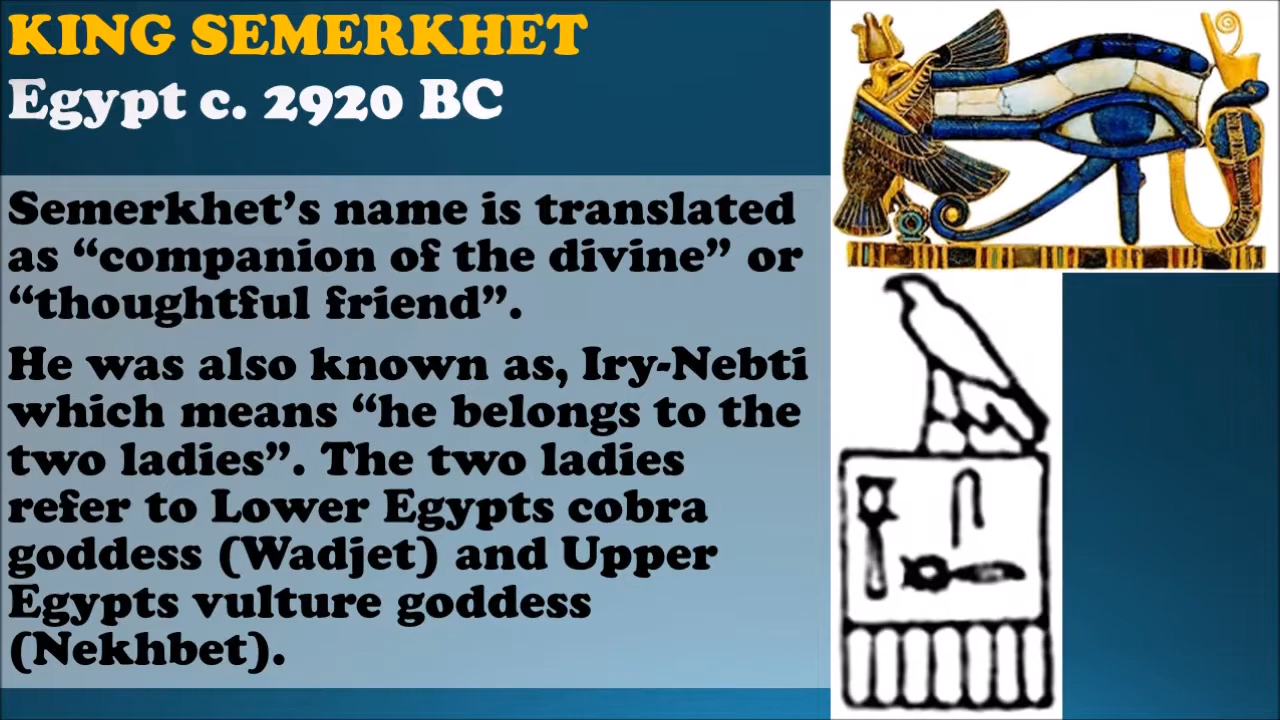 KING SEMERKHET
Egypt c. 2920 BC
Semerkhet’s name is translated
as “companion of the divine” or
“thoughtful friend”.
He was also known as, Iry-Nebti
which means “he belongs to the
two ladies”. The two ladies
refer to Lower Egypts cobra
goddess (Wadjet) and Upper
Egypts vulture goddess
(Nekhbet).